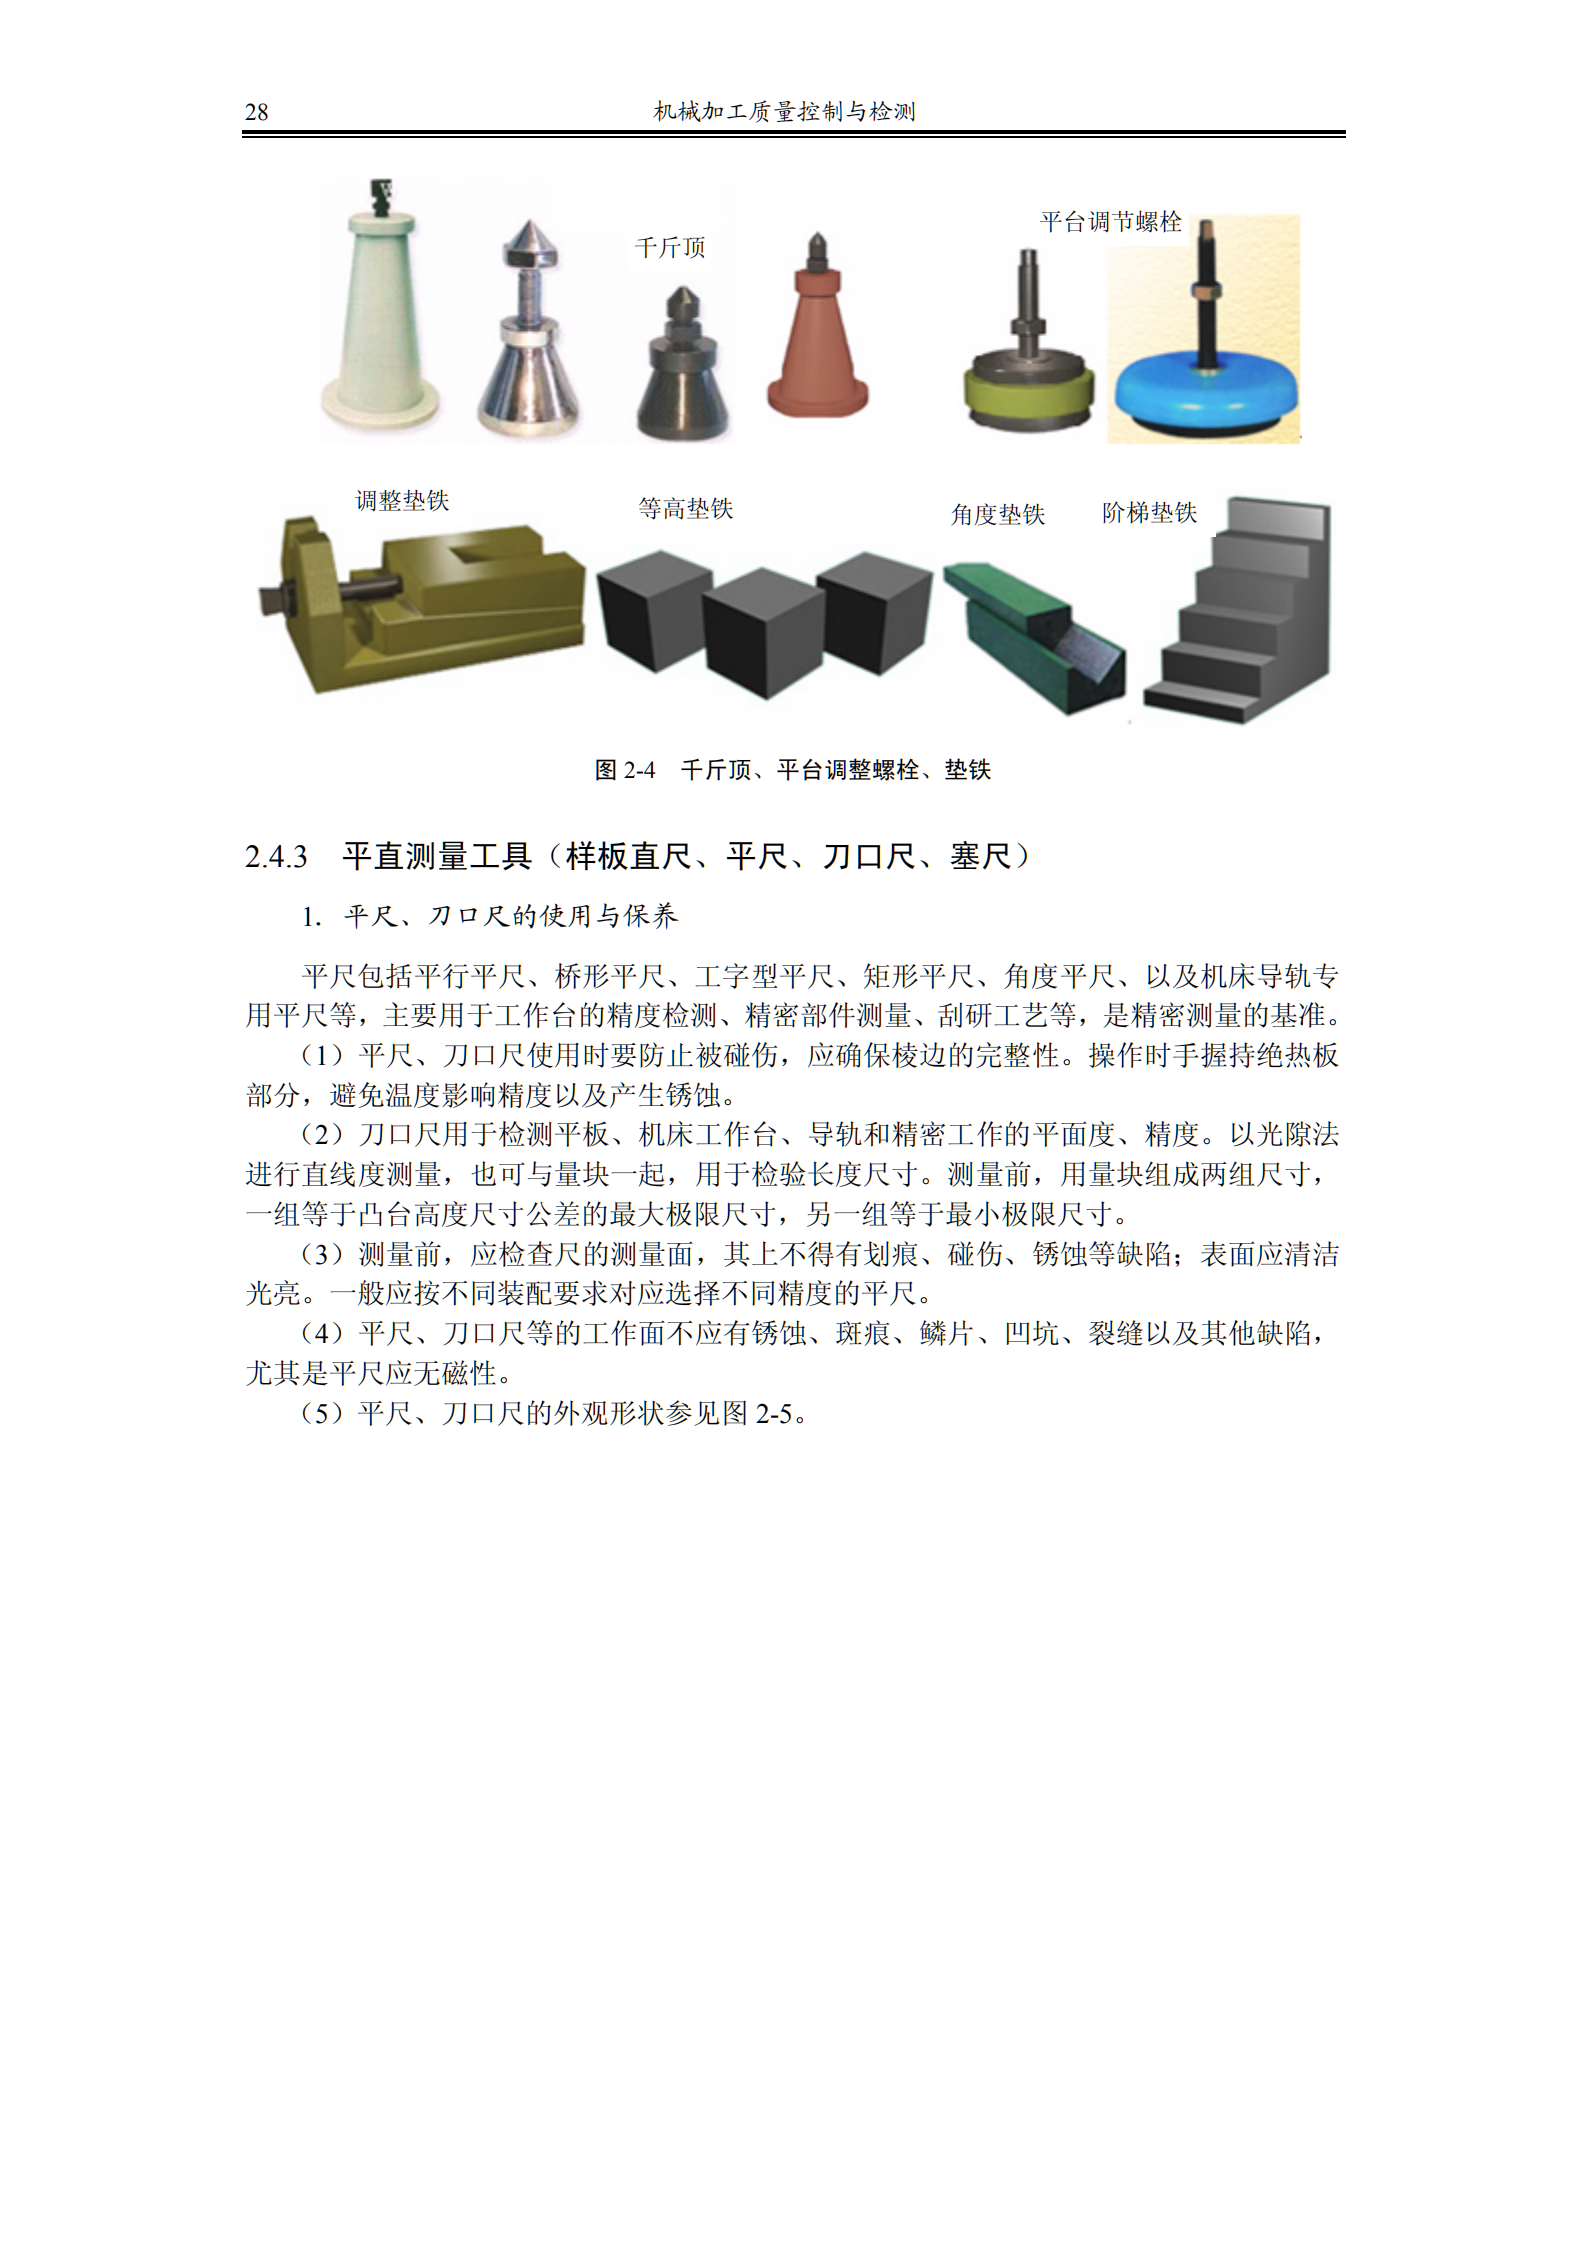 28
机械加工质量控制与检测
千斤顶
平台调节螺栓
调整垫铁
等高垫铁
角度垫铁
阶梯垫铁
图 2-4 千斤顶、平台调整螺栓、垫铁
2.4.3 平直测量工具（样板直尺、平尺、刀口尺、塞尺）
1．平尺、刀口尺的使用与保养
平尺包括平行平尺、桥形平尺、工字型平尺、矩形平尺、角度平尺、以及机床导轨专
用平尺等，主要用于工作台的精度检测、精密部件测量、刮研工艺等，是精密测量的基准。
（1）平尺、刀口尺使用时要防止被碰伤，应确保棱边的完整性。操作时手握持绝热板
部分，避免温度影响精度以及产生锈蚀。
（2）刀口尺用于检测平板、机床工作台、导轨和精密工作的平面度、精度。以光隙法
进行直线度测量，也可与量块一起，用于检验长度尺寸。测量前，用量块组成两组尺寸，
一组等于凸台高度尺寸公差的最大极限尺寸，另一组等于最小极限尺寸。
（3）测量前，应检查尺的测量面，其上不得有划痕、碰伤、锈蚀等缺陷；表面应清洁
光亮。一般应按不同装配要求对应选择不同精度的平尺。
（4）平尺、刀口尺等的工作面不应有锈蚀、斑痕、鳞片、凹坑、裂缝以及其他缺陷，
尤其是平尺应无磁性。
（5）平尺、刀口尺的外观形状参见图 2-5。